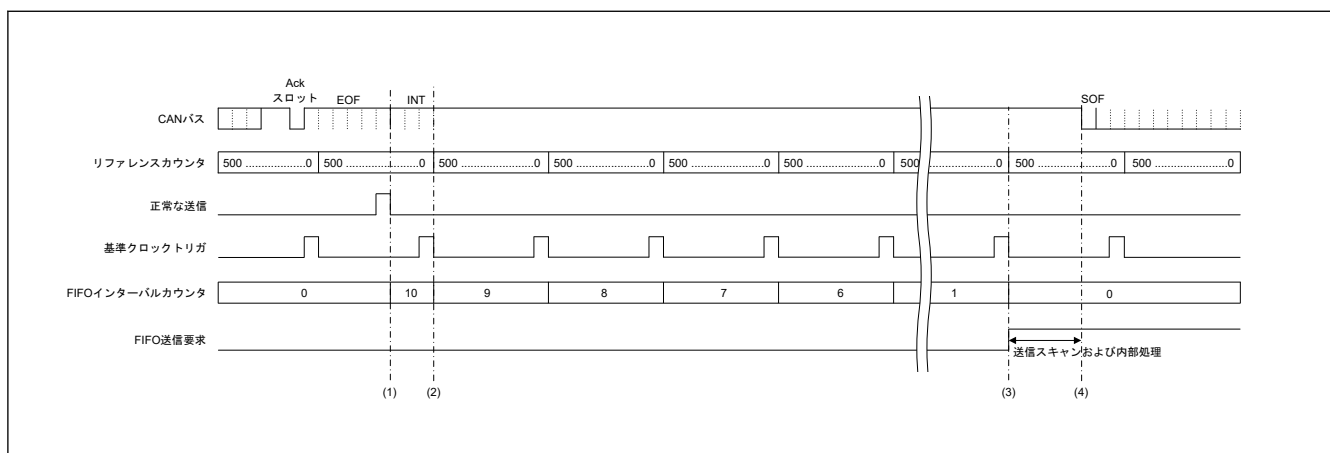 Ack
スロット EOF INT SOF
CANバス
リファレンスカウンタ 500 ...................0 500 ...................0 500 ...................0 500 ...................0 500 ...................0 500 ...................0 500 ...................0 500 ...................0 500 ...................0
正常な送信
基準クロックトリガ
FIFOインターバルカウンタ 0 10 9 8 7 6 1 0
FIFO送信要求
送信スキャンおよび内部処理
(1) (2) (3) (4)